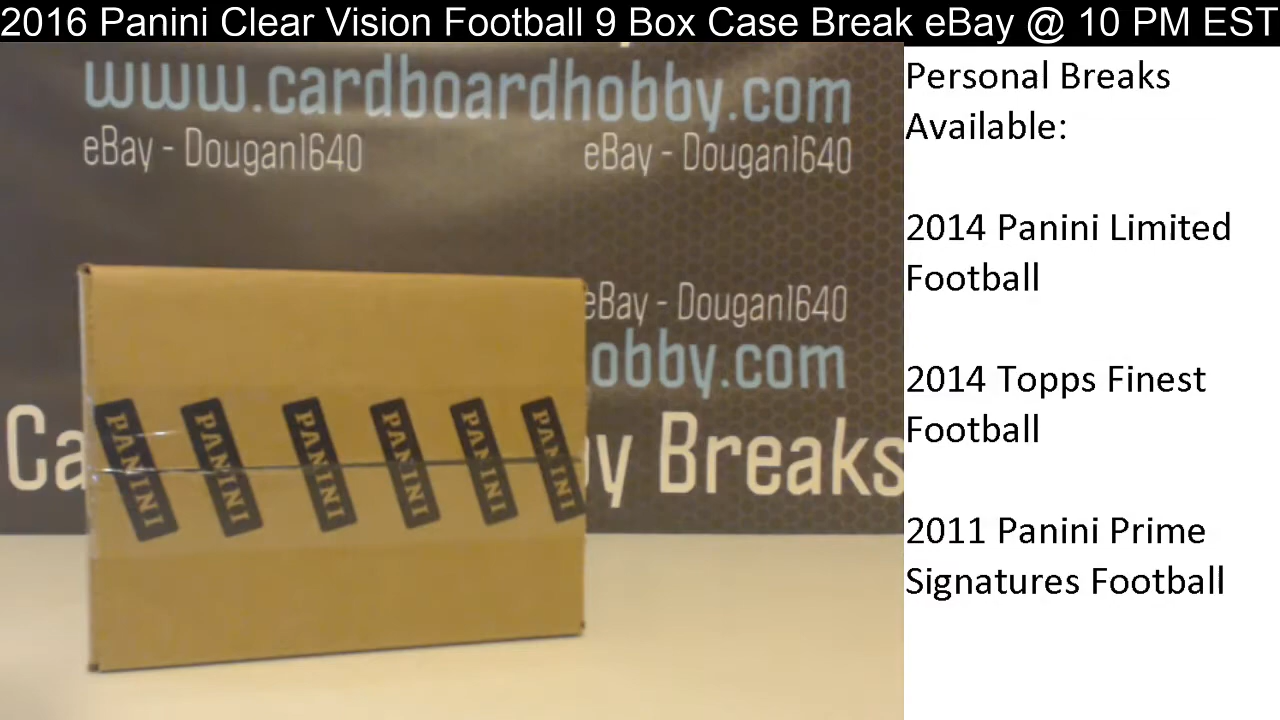 2016 Panini Clear Vision Football 9 Box Case Break eBay @ 10 PM EST
www.cardboardhobby.com
eBay - Dougan1640 eBay - Dougan1640
eBay - Dougan1640
obby.com
Ca y Breaks
PANINI PANINI PANINI PANINI PANINI PANINI
Personal Breaks
Available:
2014 Panini Limited
Football
2014 Topps Finest
Football
2011 Panini Prime
Signatures Football